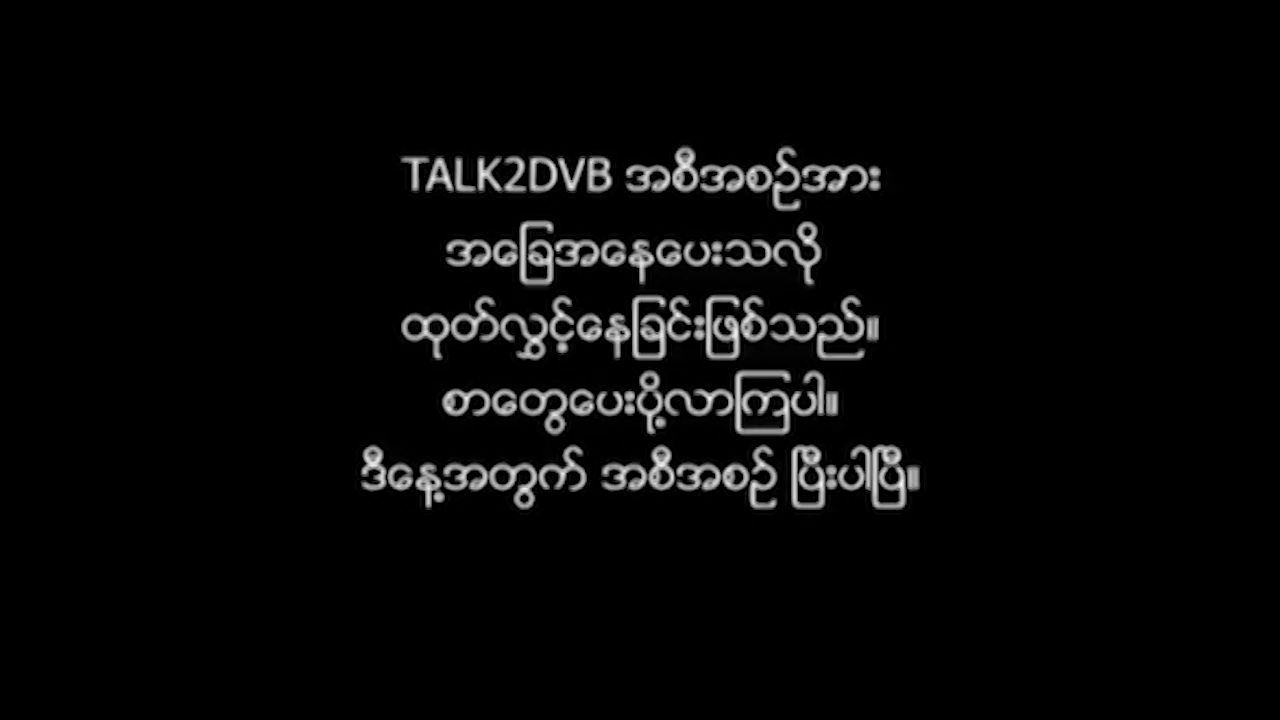 TALK2DVB အစီအစဉ်အား
အခြေအနေပေးသလို
ထုတ်လွှင့်နေခြင်းဖြစ်သည်။
စာတွေပေးပို့လာကြပါ။
ဒီနေ့အတွက် အစီအစဉ် ပြီးပါပြီ။